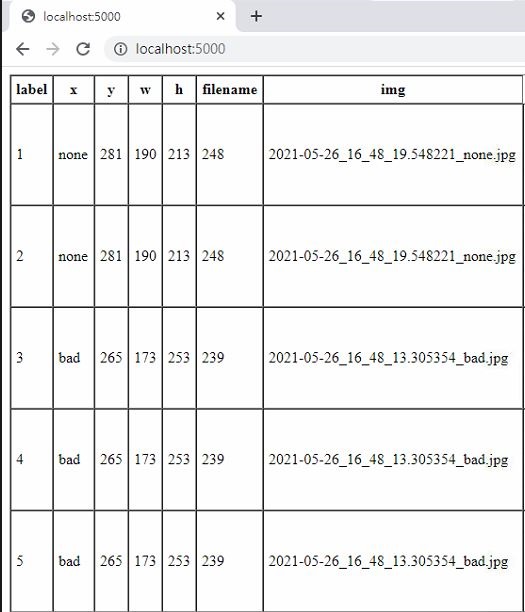 localhost:5000
localhost:5000
label x y w h filename img
1 none 281 190 213 248 2021-05-26_16_48_19.548221_none.jpg
2 none 281 190 213 248 2021-05-26_16_48_19.548221_none.jpg
3 bad 265 173 253 239 2021-05-26_16_48_13.305354_bad.jpg
4 bad 265 173 253 239 2021-05-26_16_48_13.305354_bad.jpg
5 bad 265 173 253 239 2021-05-26_16_48_13.305354_bad.jpg